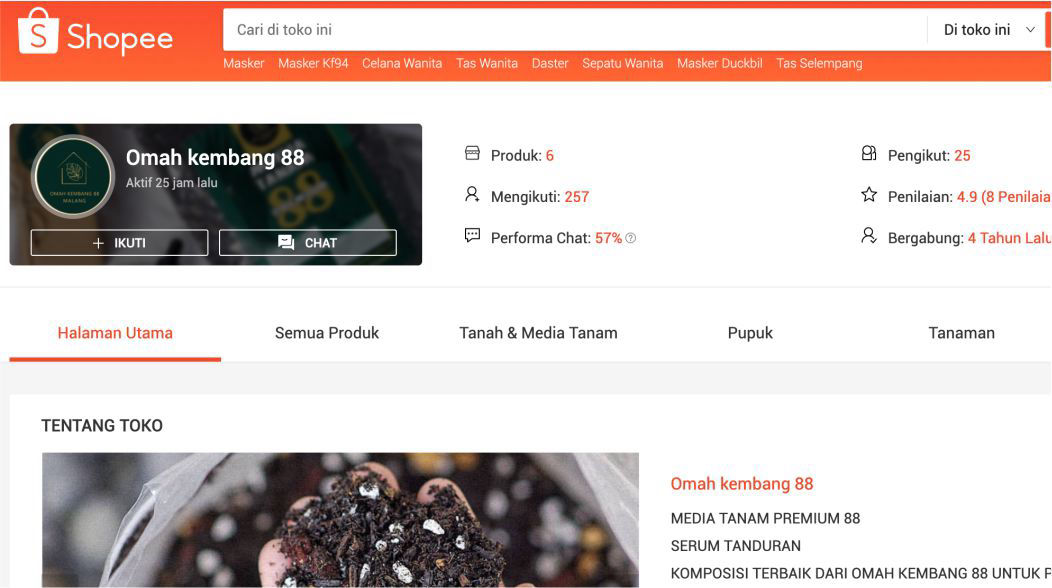 Shopee
Cari di toko ini
Di toko ini
Masker Masker Kf94 Celana Wanita Tas Wanita Daster Sepatu Wanita Masker Duckbil Tas Selempang
Omah kembang 88
Aktif 25 jam lalu
OMAH KEMBANG 88
MALANG
88
+ IKUTI
CHAT
Produk: 6
Pengikut: 25
Mengikuti: 257
Penilaian: 4.9 (8 Penilaia
Performa Chat: 57%
Bergabung: 4 Tahun Lalu
Halaman Utama Semua Produk Tanah & Media Tanam Pupuk Tanaman
TENTANG TOKO
Omah kembang 88
MEDIA TANAM PREMIUM 88
SERUM TANDURAN
KOMPOSISI TERBAIK DARI OMAH KEMBANG 88 UNTUK